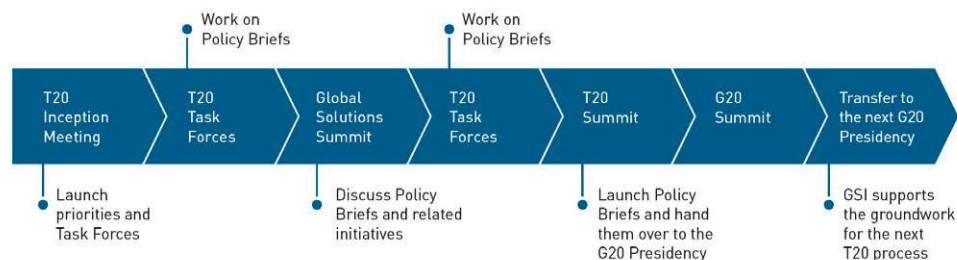 Work on
Policy Briefs
Work on
Policy Briefs
T20
Inception
Meeting
T20
Task
Forces
Global
Solutions
Summit
T20
Task
Forces
T20
Summit
G20
Summit
Transfer to
the next G20
Presidency
Launch
priorities and
Task Forces
Discuss Policy
Briefs and related
initiatives
Launch Policy
Briefs and hand
them over to the
G20 Presidency
GSI supports
the groundwork
for the next
T20 process